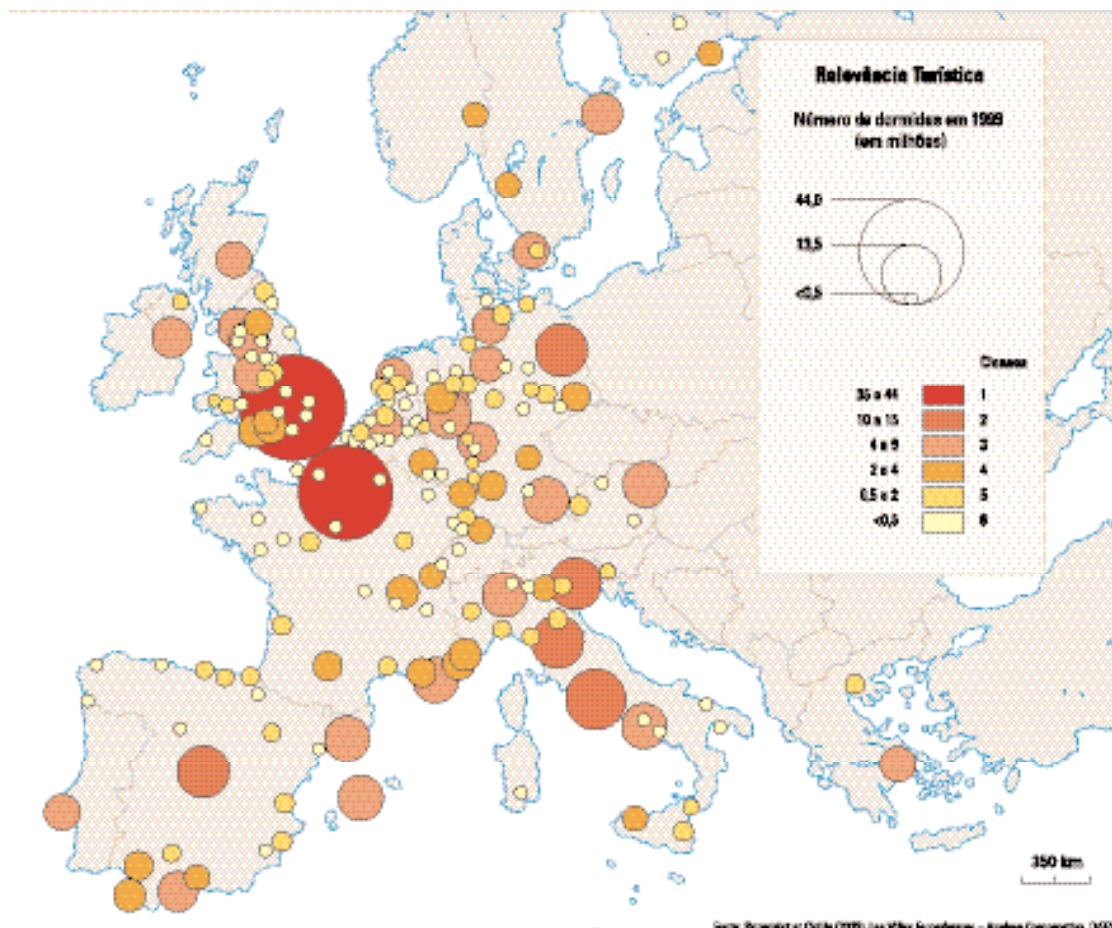 Relevância Turística
Número de dormidas em 1999
(em milhões)
44,0
13,5
<0,5
Classes
35 a 44 1
10 a 15 2
4 a 9 3
2 a 4 4
0,5 a 2 5
<0,5 6
350 km